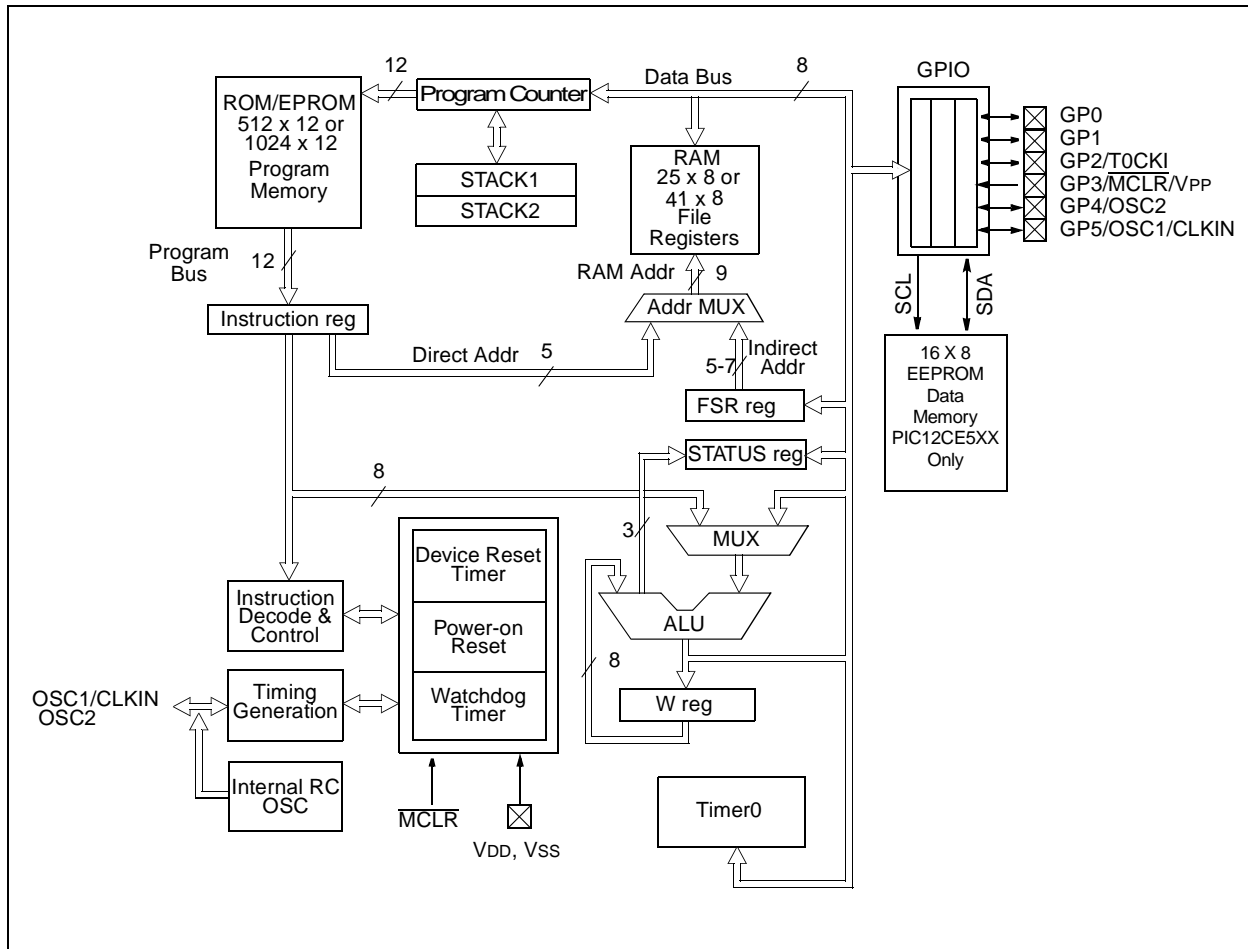 12
Data Bus
8
GPIO
ROM/EPROM
512 x 12 or
1024 x 12
Program
Memory
Program Counter
STACK1
STACK2
RAM
25 x 8 or
41 x 8
File
Registers
GP0
GP1
GP2/T0CKI
GP3/MCLR/VPP
GP4/OSC2
GP5/OSC1/CLKIN
Program
Bus
12
RAM Addr
9
SCL
SDA
Instruction reg
Addr MUX
Direct Addr
5
5-7
Indirect
Addr
FSR reg
16 X 8
EEPROM
Data
Memory
PIC12CE5XX
Only
STATUS reg
8
3
MUX
Device Reset
Timer
Instruction
Decode &
Control
Power-on
Reset
ALU
8
OSC1/CLKIN
OSC2
Timing
Generation
Watchdog
Timer
W reg
Internal RC
OSC
MCLR
VDD, VSS
Timer0